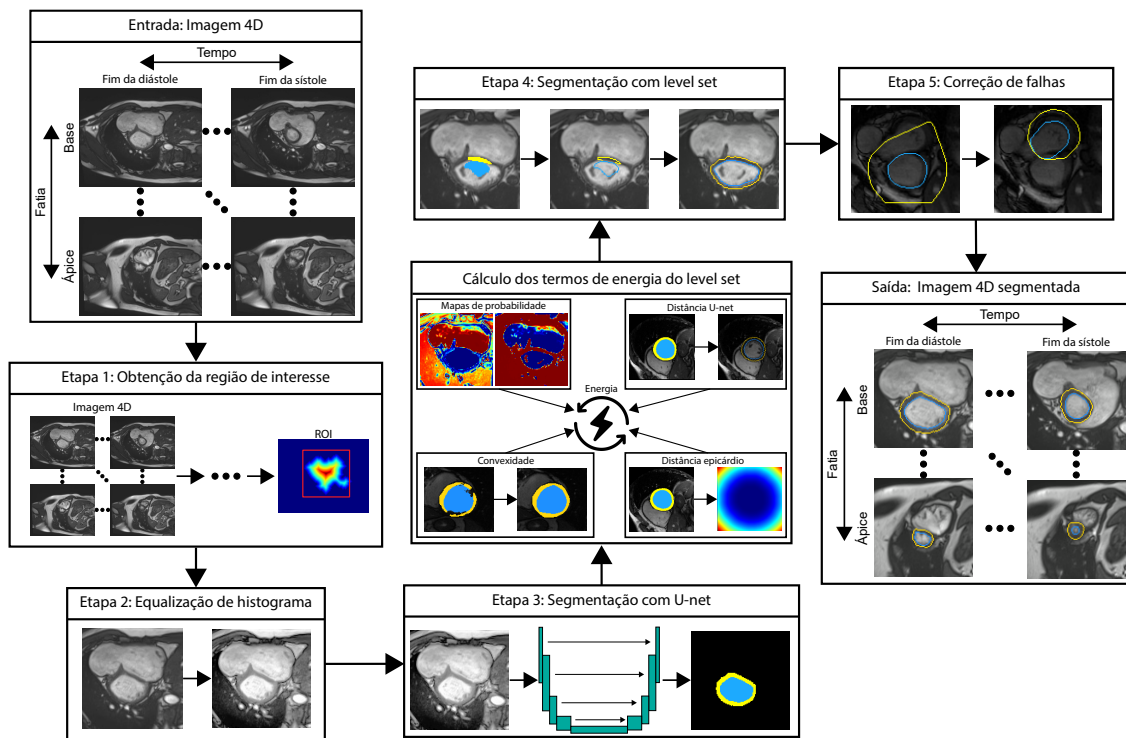 Entrada: Imagem 4D
Tempo
Fim da diástole
Fim da sístole
Base
Fatia
Ápice
Etapa 1: Obtenção da região de interesse
Imagem 4D
ROI
Etapa 2: Equalização de histograma
Etapa 3: Segmentação com U-net
Cálculo dos termos de energia do level set
Mapas de probabilidade
Distância U-net
Energia
Convexidade
Distância epicárdio
Etapa 4: Segmentação com level set
Etapa 5: Correção de falhas
Saída: Imagem 4D segmentada
Tempo
Fim da diástole
Fim da sístole
Base
Fatia
Ápice